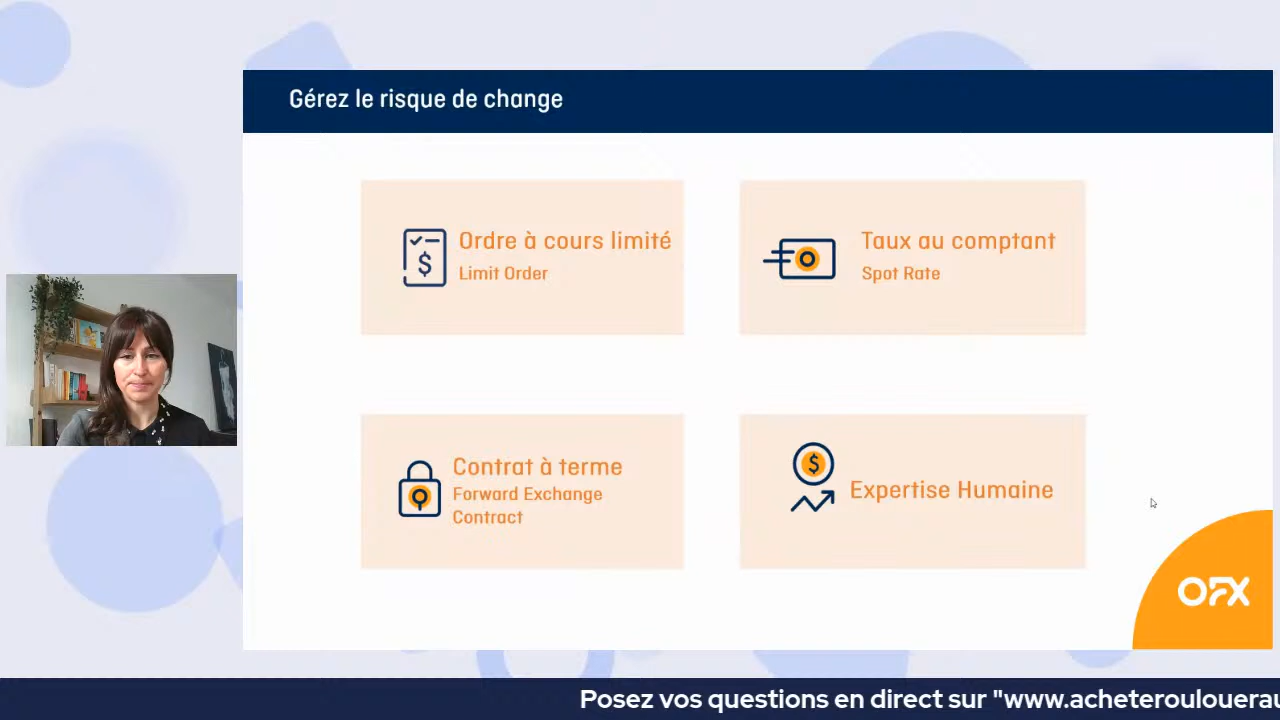 Gérez le risque de change
Ordre à cours limité
Limit Order
Taux au comptant
Spot Rate
Contrat à terme
Forward Exchange
Contract
Expertise Humaine
OFX
Posez vos questions en direct sur "www.acheteroulouerau